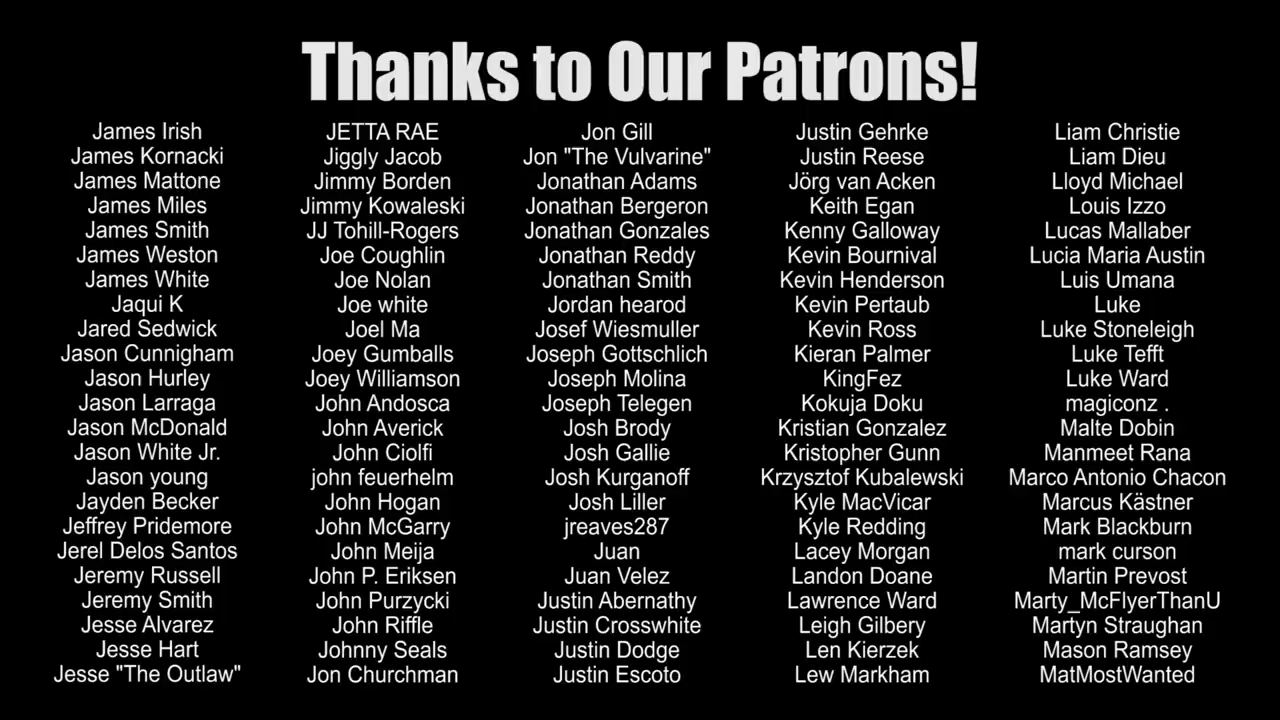 Thanks to Our Patrons!
James Irish
James Kornacki
James Mattone
James Miles
James Smith
James Weston
James White
Jaqui K
Jared Sedwick
Jason Cunnigham
Jason Hurley
Jason Larraga
Jason McDonald
Jason White Jr.
Jason young
Jayden Becker
Jeffrey Pridemore
Jerel Delos Santos
Jeremy Russell
Jeremy Smith
Jesse Alvarez
Jesse Hart
Jesse "The Outlaw"
JETTA RAE
Jiggly Jacob
Jimmy Borden
Jimmy Kowaleski
JJ Tohill-Rogers
Joe Coughlin
Joe Nolan
Joe white
Joel Ma
Joey Gumballs
Joey Williamson
John Andosca
John Averick
John Ciolfi
john feuerhelm
John Hogan
John McGarry
John Meija
John P. Eriksen
John Purzycki
John Riffle
Johnny Seals
Jon Churchman
Jon Gill
Jon "The Vulvarine"
Jonathan Adams
Jonathan Bergeron
Jonathan Gonzales
Jonathan Reddy
Jonathan Smith
Jordan hearod
Josef Wiesmuller
Joseph Gottschlich
Joseph Molina
Joseph Telegen
Josh Brody
Josh Gallie
Josh Kurganoff
Josh Liller
jreaves287
Juan
Juan Velez
Justin Abernathy
Justin Crosswhite
Justin Dodge
Justin Escoto
Justin Gehrke
Justin Reese
Jörg van Acken
Keith Egan
Kenny Galloway
Kevin Bournival
Kevin Henderson
Kevin Pertaub
Kevin Ross
Kieran Palmer
KingFez
Kokuja Doku
Kristian Gonzalez
Kristopher Gunn
Krzysztof Kubalewski
Kyle MacVicar
Kyle Redding
Lacey Morgan
Landon Doane
Lawrence Ward
Leigh Gilbery
Len Kierzek
Lew Markham
Liam Christie
Liam Dieu
Lloyd Michael
Louis Izzo
Lucas Mallaber
Lucia Maria Austin
Luis Umana
Luke
Luke Stoneleigh
Luke Tefft
Luke Ward
magiconz .
Malte Dobin
Manmeet Rana
Marco Antonio Chacon
Marcus Kästner
Mark Blackburn
mark curson
Martin Prevost
Marty_McFlyerThanU
Martyn Straughan
Mason Ramsey
MatMostWanted